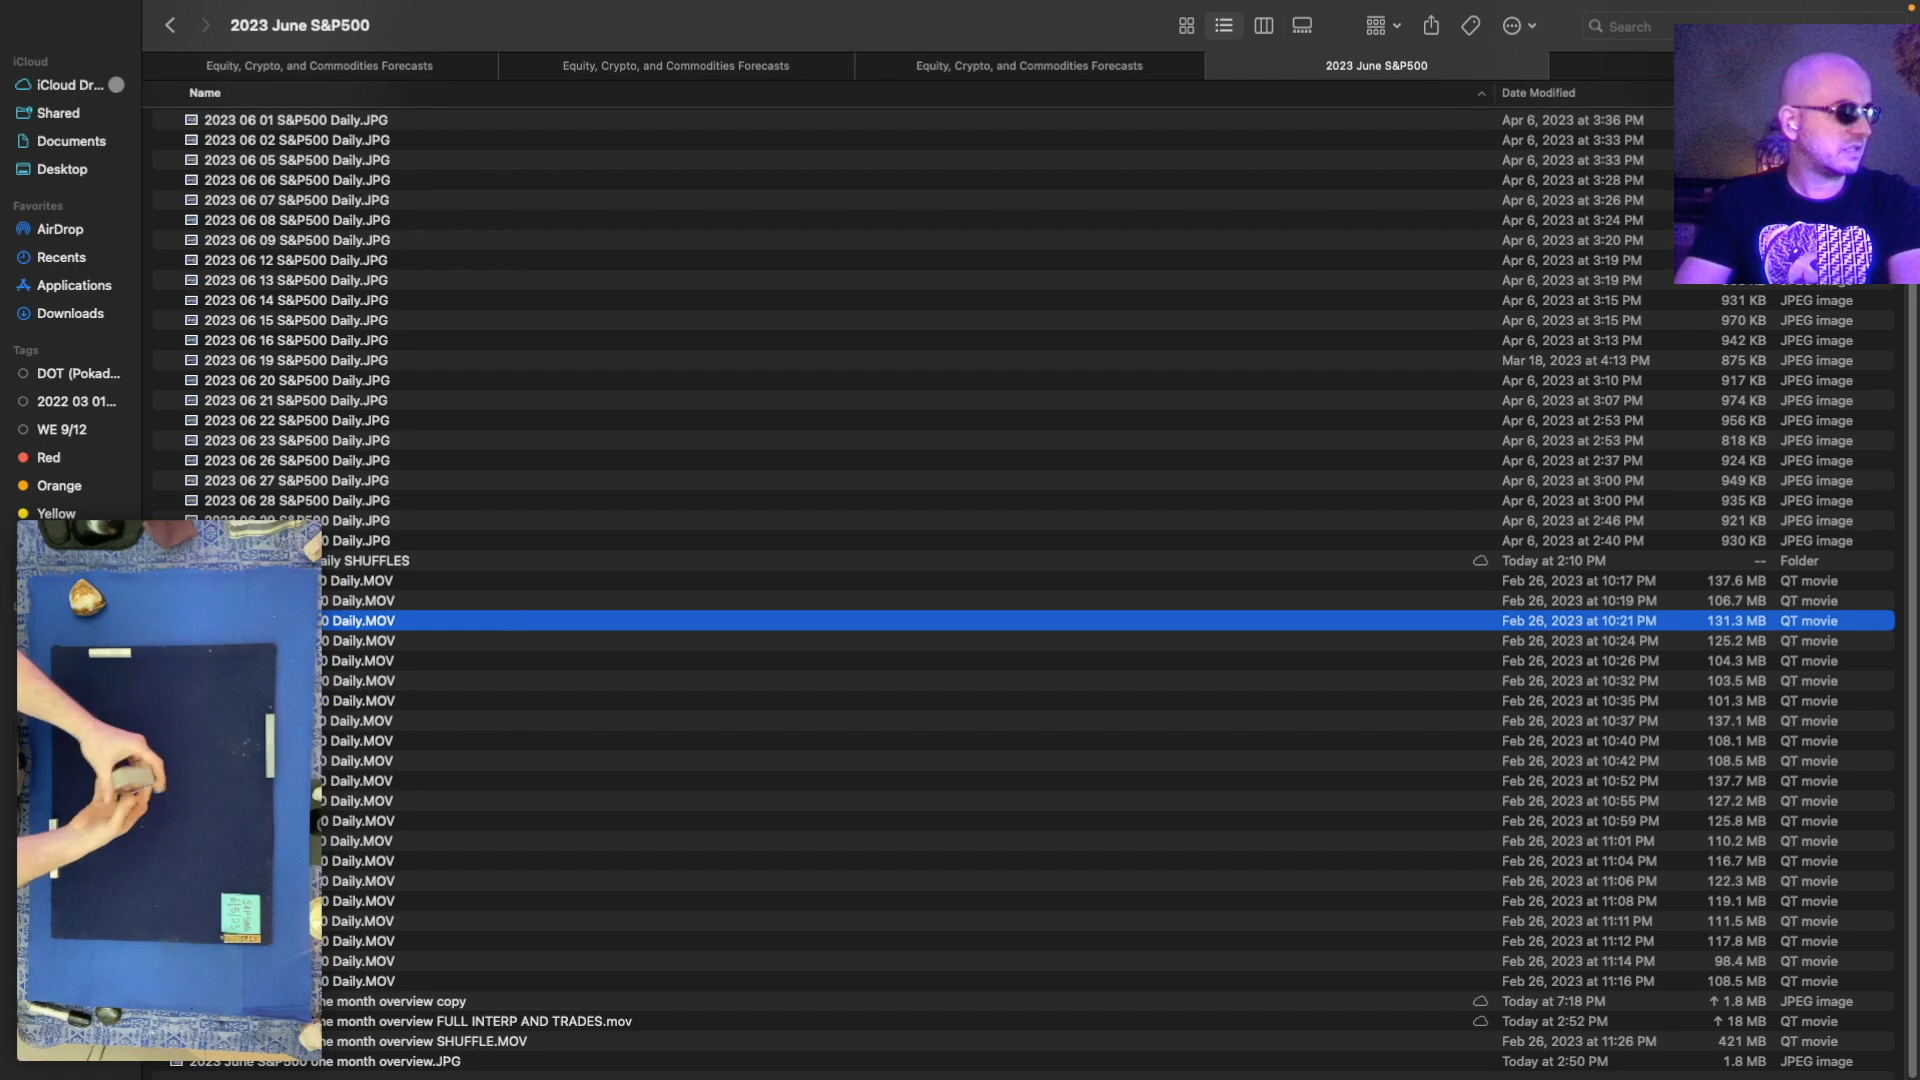 2023 June S&P500
Search
Equity, Crypto, and Commodities Forecasts
Equity, Crypto, and Commodities Forecasts
Equity, Crypto, and Commodities Forecasts
2023 June S&P500
Name
Date Modified
iCloud
iCloud Dr...
Shared
Documents
Desktop
Favorites
AirDrop
Recents
Applications
Downloads
Tags
DOT (Pokad...
2022 03 01...
WE 9/12
Red
Orange
Yellow
2023 06 01 S&P500 Daily.JPG Apr 6, 2023 at 3:36 PM
2023 06 02 S&P500 Daily.JPG Apr 6, 2023 at 3:33 PM
2023 06 05 S&P500 Daily.JPG Apr 6, 2023 at 3:33 PM
2023 06 06 S&P500 Daily.JPG Apr 6, 2023 at 3:28 PM
2023 06 07 S&P500 Daily.JPG Apr 6, 2023 at 3:26 PM
2023 06 08 S&P500 Daily.JPG Apr 6, 2023 at 3:24 PM
2023 06 09 S&P500 Daily.JPG Apr 6, 2023 at 3:20 PM
2023 06 12 S&P500 Daily.JPG Apr 6, 2023 at 3:19 PM
2023 06 13 S&P500 Daily.JPG Apr 6, 2023 at 3:19 PM
2023 06 14 S&P500 Daily.JPG Apr 6, 2023 at 3:15 PM 931 KB JPEG image
2023 06 15 S&P500 Daily.JPG Apr 6, 2023 at 3:15 PM 970 KB JPEG image
2023 06 16 S&P500 Daily.JPG Apr 6, 2023 at 3:13 PM 942 KB JPEG image
2023 06 19 S&P500 Daily.JPG Mar 18, 2023 at 4:13 PM 875 KB JPEG image
2023 06 20 S&P500 Daily.JPG Apr 6, 2023 at 3:10 PM 917 KB JPEG image
2023 06 21 S&P500 Daily.JPG Apr 6, 2023 at 3:07 PM 974 KB JPEG image
2023 06 22 S&P500 Daily.JPG Apr 6, 2023 at 2:53 PM 956 KB JPEG image
2023 06 23 S&P500 Daily.JPG Apr 6, 2023 at 2:53 PM 818 KB JPEG image
2023 06 26 S&P500 Daily.JPG Apr 6, 2023 at 2:37 PM 924 KB JPEG image
2023 06 27 S&P500 Daily.JPG Apr 6, 2023 at 3:00 PM 949 KB JPEG image
2023 06 28 S&P500 Daily.JPG Apr 6, 2023 at 3:00 PM 935 KB JPEG image
2023 06 29 S&P500 Daily.JPG Apr 6, 2023 at 2:46 PM 921 KB JPEG image
0 Daily.JPG Apr 6, 2023 at 2:40 PM 930 KB JPEG image
aily SHUFFLES Today at 2:10 PM -- Folder
0 Daily.MOV Feb 26, 2023 at 10:17 PM 137.6 MB QT movie
0 Daily.MOV Feb 26, 2023 at 10:19 PM 106.7 MB QT movie
0 Daily.MOV Feb 26, 2023 at 10:21 PM 131.3 MB QT movie
0 Daily.MOV Feb 26, 2023 at 10:24 PM 125.2 MB QT movie
0 Daily.MOV Feb 26, 2023 at 10:26 PM 104.3 MB QT movie
0 Daily.MOV Feb 26, 2023 at 10:32 PM 103.5 MB QT movie
0 Daily.MOV Feb 26, 2023 at 10:35 PM 101.3 MB QT movie
0 Daily.MOV Feb 26, 2023 at 10:37 PM 137.1 MB QT movie
0 Daily.MOV Feb 26, 2023 at 10:40 PM 108.1 MB QT movie
0 Daily.MOV Feb 26, 2023 at 10:42 PM 108.5 MB QT movie
0 Daily.MOV Feb 26, 2023 at 10:52 PM 137.7 MB QT movie
0 Daily.MOV Feb 26, 2023 at 10:55 PM 127.2 MB QT movie
0 Daily.MOV Feb 26, 2023 at 10:59 PM 125.8 MB QT movie
0 Daily.MOV Feb 26, 2023 at 11:01 PM 110.2 MB QT movie
0 Daily.MOV Feb 26, 2023 at 11:04 PM 116.7 MB QT movie
0 Daily.MOV Feb 26, 2023 at 11:06 PM 122.3 MB QT movie
0 Daily.MOV Feb 26, 2023 at 11:08 PM 119.1 MB QT movie
0 Daily.MOV Feb 26, 2023 at 11:11 PM 111.5 MB QT movie
0 Daily.MOV Feb 26, 2023 at 11:12 PM 117.8 MB QT movie
0 Daily.MOV Feb 26, 2023 at 11:14 PM 98.4 MB QT movie
0 Daily.MOV Feb 26, 2023 at 11:16 PM 108.5 MB QT movie
ne month overview copy Today at 7:18 PM ↑ 1.8 MB JPEG image
ne month overview FULL INTERP AND TRADES.mov Today at 2:52 PM ↑ 18 MB QT movie
ne month overview SHUFFLE.MOV Feb 26, 2023 at 11:26 PM 421 MB QT movie
2023 June S&P500 one month overview.JPG Today at 2:50 PM 1.8 MB JPEG image
S&P500
6/5/23